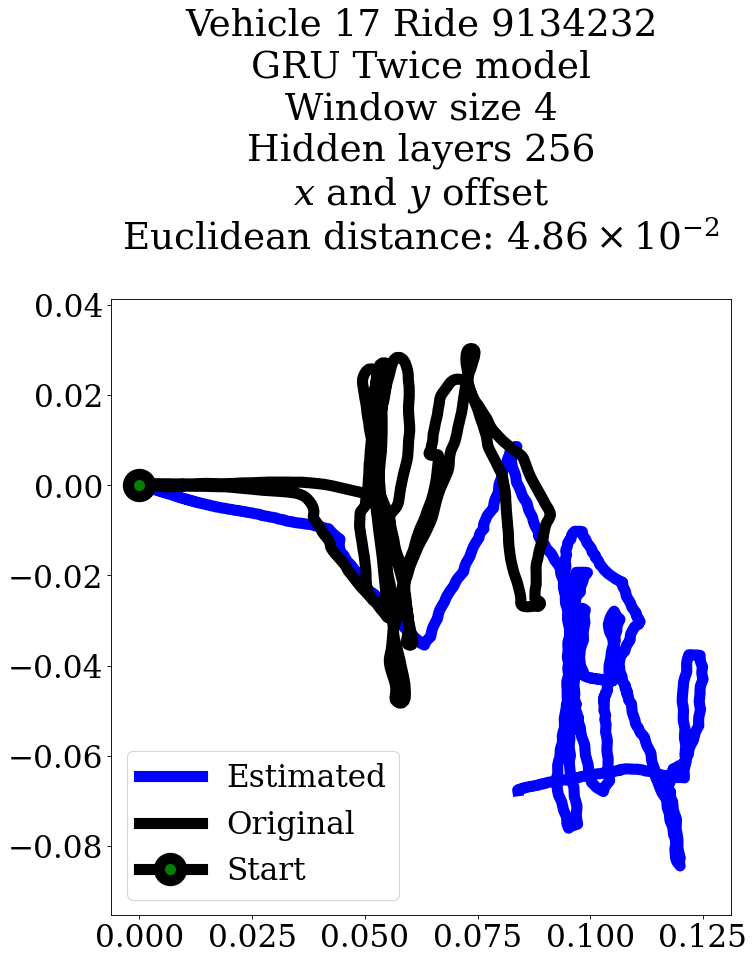 Vehicle 17 Ride 9134232
GRU Twice model
Window size 4
Hidden layers 256
x and y offset
Euclidean distance: 4.86 × 10⁻²
0.04
0.02
0.00
−0.02
−0.04
−0.06
−0.08
Estimated
Original
Start
0.000 0.025 0.050 0.075 0.100 0.125